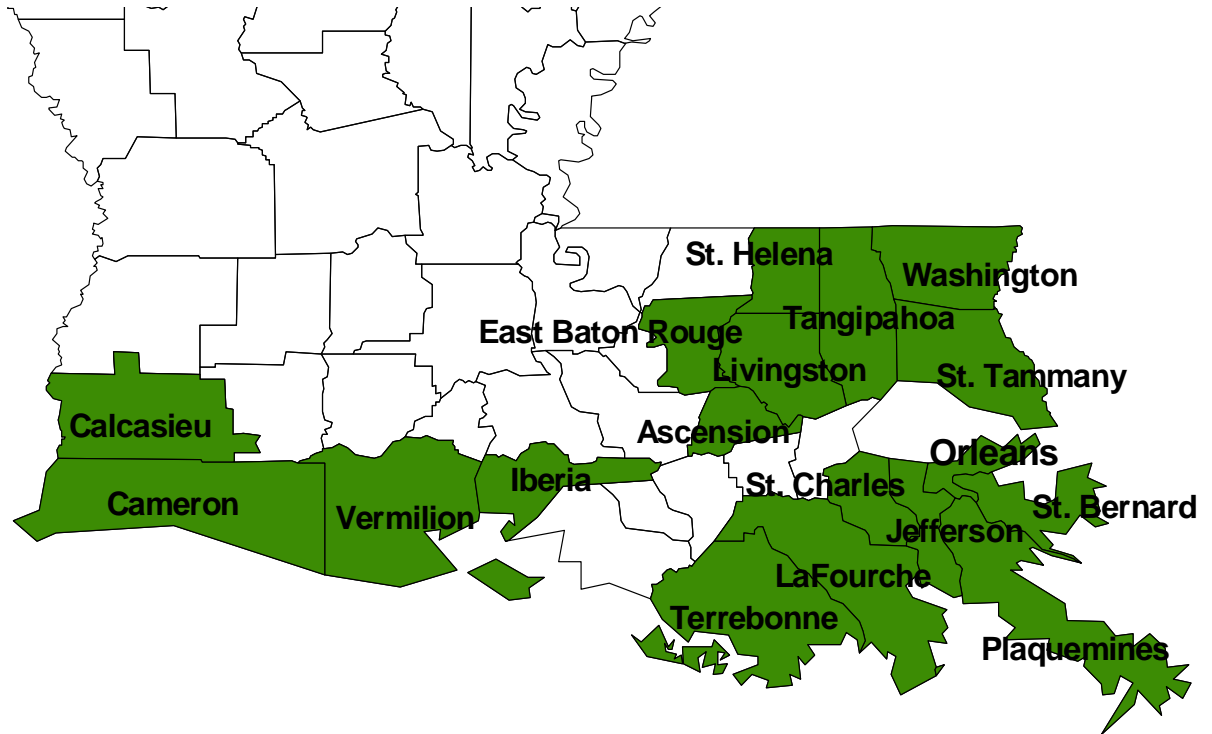 St. Helena
Washington
Tangipahoa
East Baton Rouge
Livingston
St. Tammany
Calcasieu
Ascension
Orleans
Iberia
St. Charles
Cameron
St. Bernard
Vermilion
Jefferson
LaFourche
Terrebonne
Plaquemines